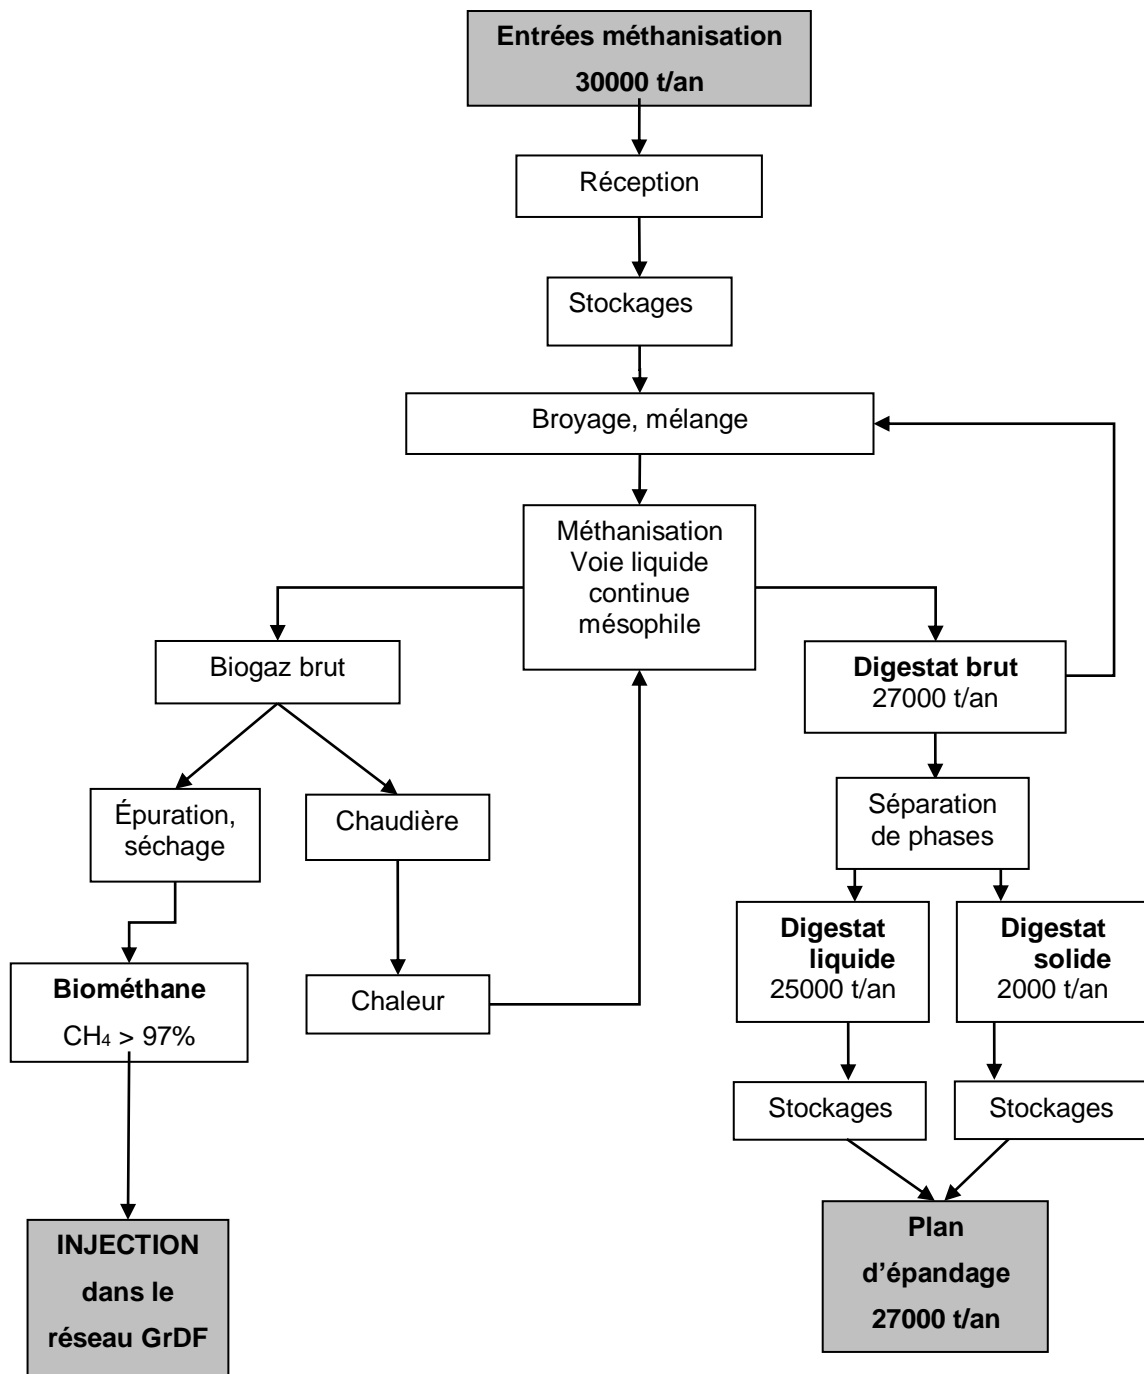 Entrées méthanisation
30000 t/an
Réception
Stockages
Broyage, mélange
Méthanisation
Voie liquide
continue
mésophile
Biogaz brut
Digestat brut
27000 t/an
Épuration,
séchage
Chaudière
Séparation
de phases
Biométhane
CH4 > 97%
Chaleur
Digestat
liquide
25000 t/an
Digestat
solide
2000 t/an
Stockages
Stockages
INJECTION
dans le
réseau GrDF
Plan
d’épandage
27000 t/an